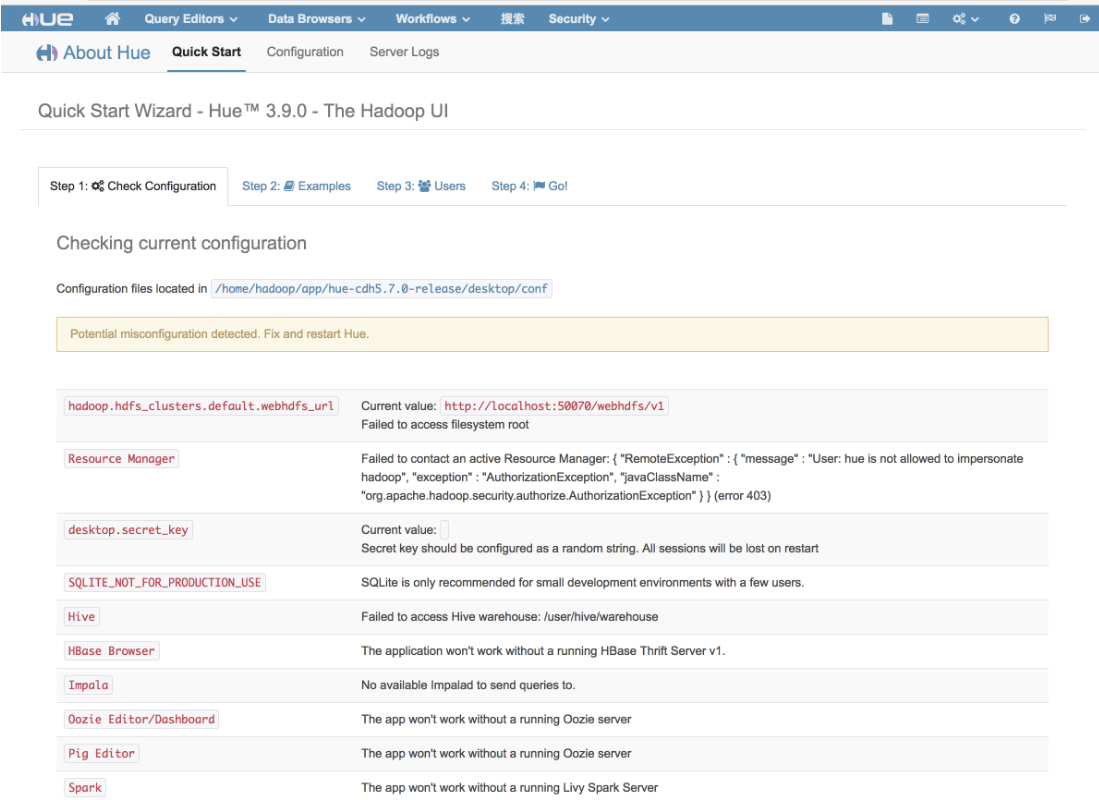 HUE Query Editors Data Browsers Workflows 搜索 Security
About Hue Quick Start Configuration Server Logs
Quick Start Wizard - Hue™ 3.9.0 - The Hadoop UI
Step 1: Check Configuration Step 2: Examples Step 3: Users Step 4: Go!
Checking current configuration
Configuration files located in /home/hadoop/app/hue-cdh5.7.0-release/desktop/conf
Potential misconfiguration detected. Fix and restart Hue.
hadoop.hdfs_clusters.default.webhdfs_url Current value: http://localhost:50070/webhdfs/v1
Failed to access filesystem root
Resource Manager Failed to contact an active Resource Manager: { "RemoteException" : { "message" : "User: hue is not allowed to impersonate
hadoop", "exception" : "AuthorizationException", "javaClassName" :
"org.apache.hadoop.security.authorize.AuthorizationException" } } (error 403)
desktop.secret_key Current value:
Secret key should be configured as a random string. All sessions will be lost on restart
SQLITE_NOT_FOR_PRODUCTION_USE SQLite is only recommended for small development environments with a few users.
Hive Failed to access Hive warehouse: /user/hive/warehouse
HBase Browser The application won't work without a running HBase Thrift Server v1.
Impala No available Impalad to send queries to.
Oozie Editor/Dashboard The app won't work without a running Oozie server
Pig Editor The app won't work without a running Oozie server
Spark The app won't work without a running Livy Spark Server